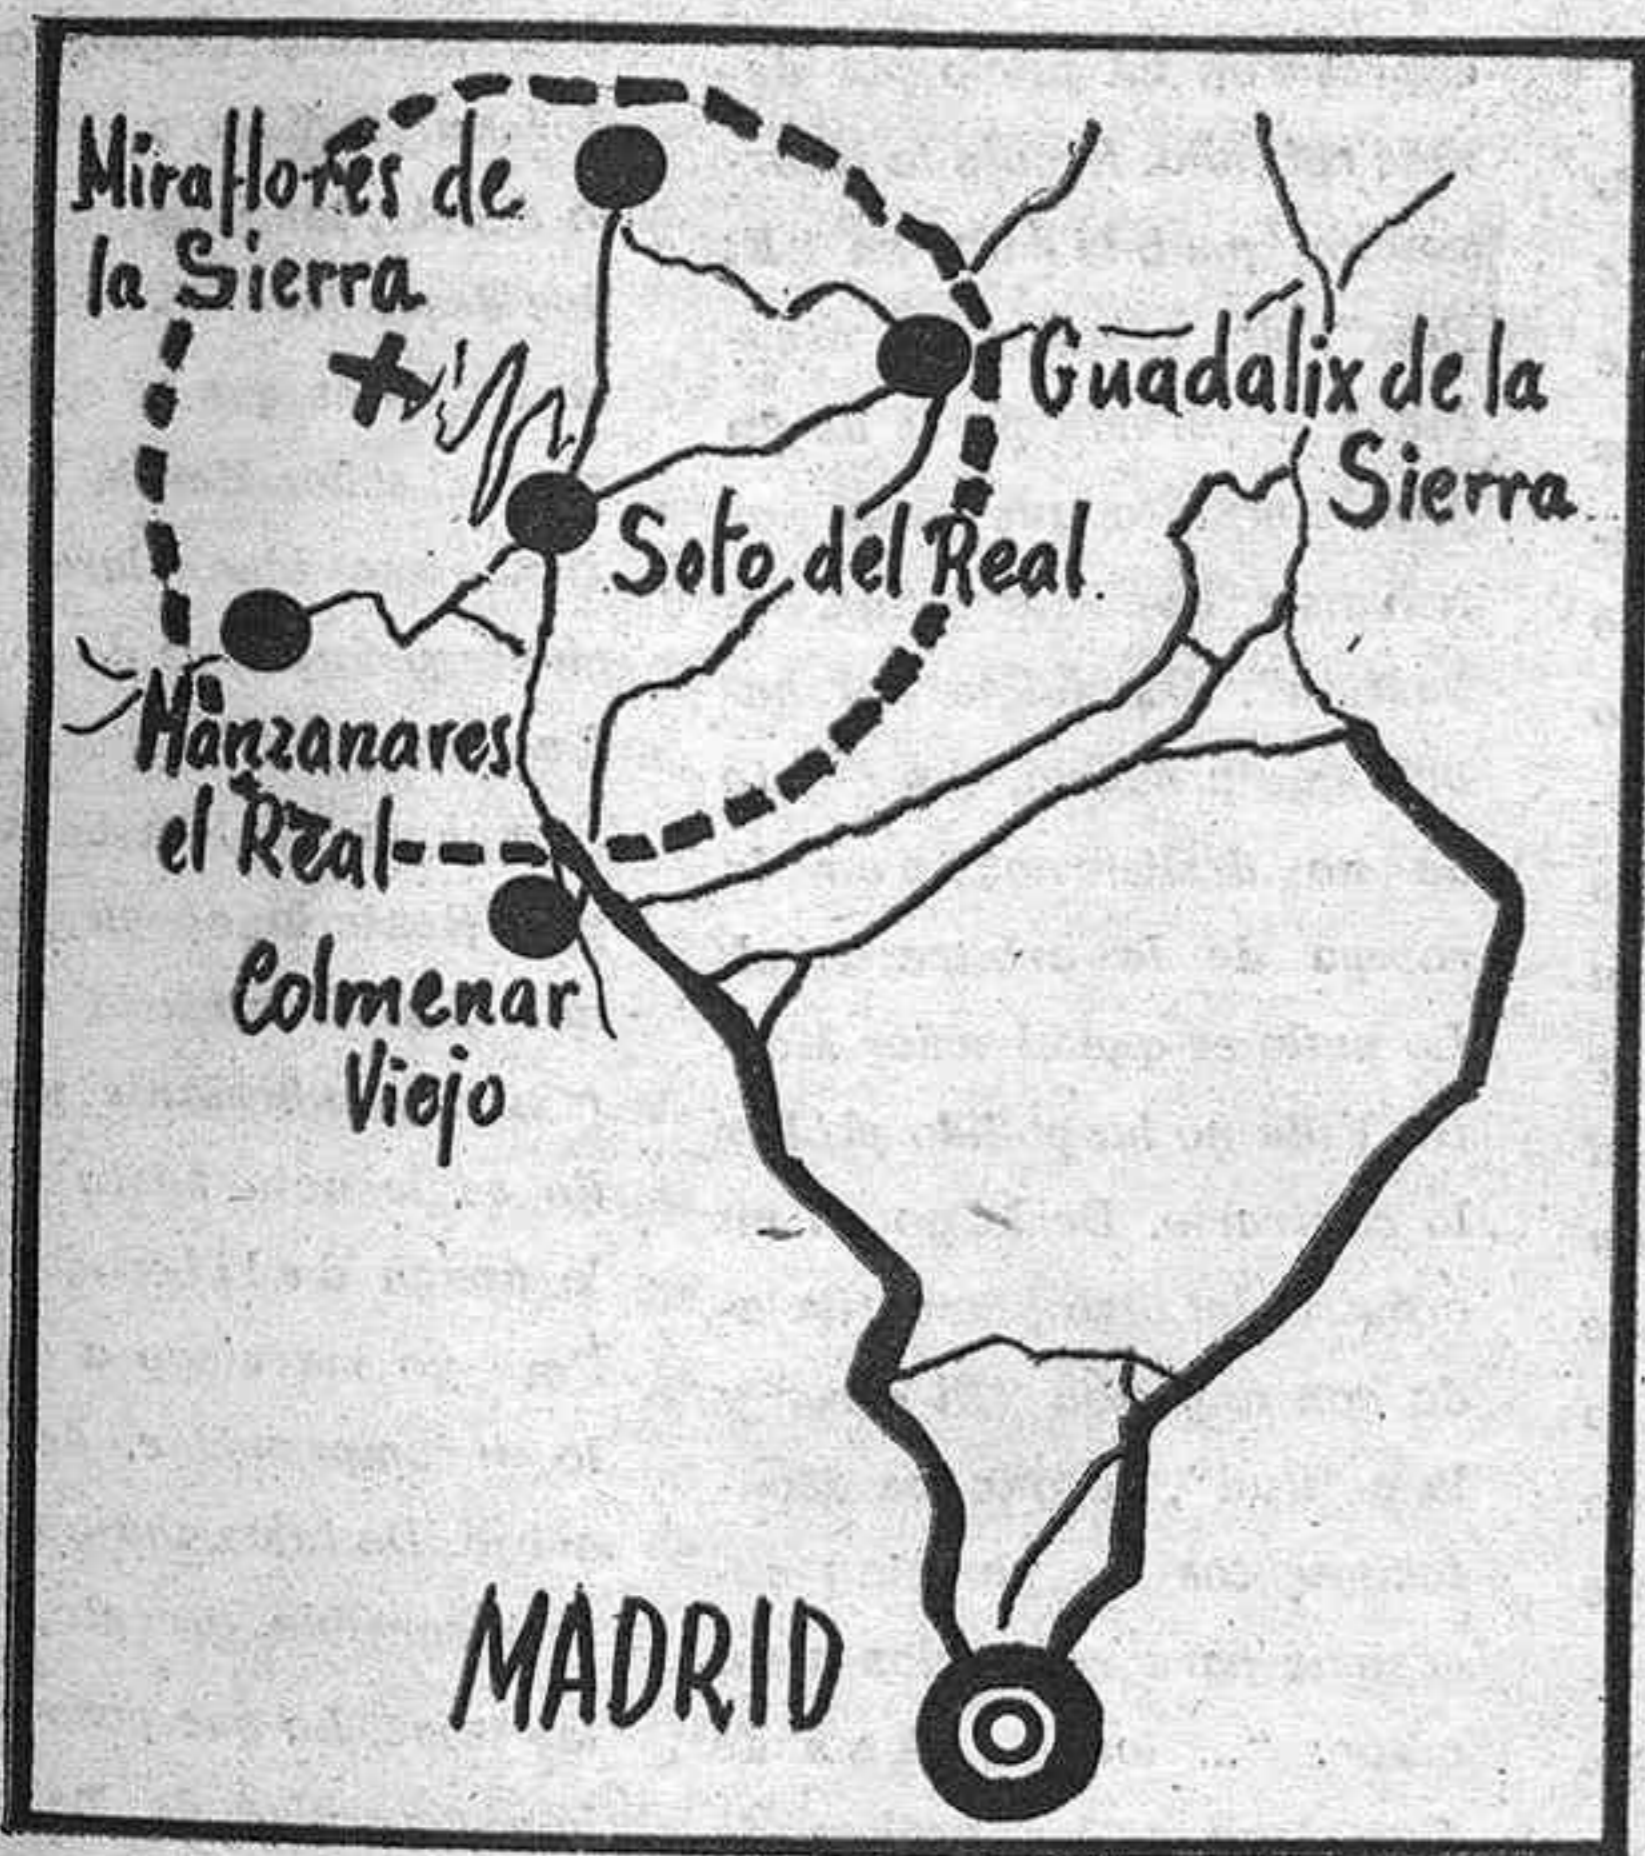 Miraflores de
la Sierra
Guadalix de la
Sierra
Soto del Real.
Manzanares
el Real
Colmenar
Viejo
MADRID